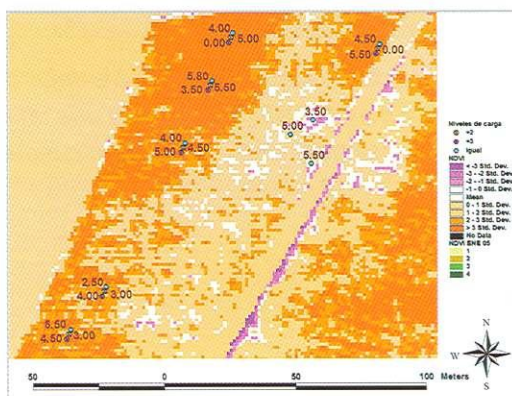 4.00
0.00 5.00
4.50
5.50 0.00
5.80
3.50 5.50
3.50
5.00
4.00
5.00 4.50
5.50
2.50
4.00 3.00
5.50
4.50 3.00
Niveles de carga
+2
+3
Igual
NDVI
< -3 Std. Dev.
-3 - -2 Std. Dev.
-2 - -1 Std. Dev.
-1 - 0 Std. Dev.
Mean
0 - 1 Std. Dev.
1 - 2 Std. Dev.
2 - 3 Std. Dev.
> 3 Std. Dev.
No Data
NDVI ENE 05
1
2
3
4
N
W E
S
50 0 50 100 Meters